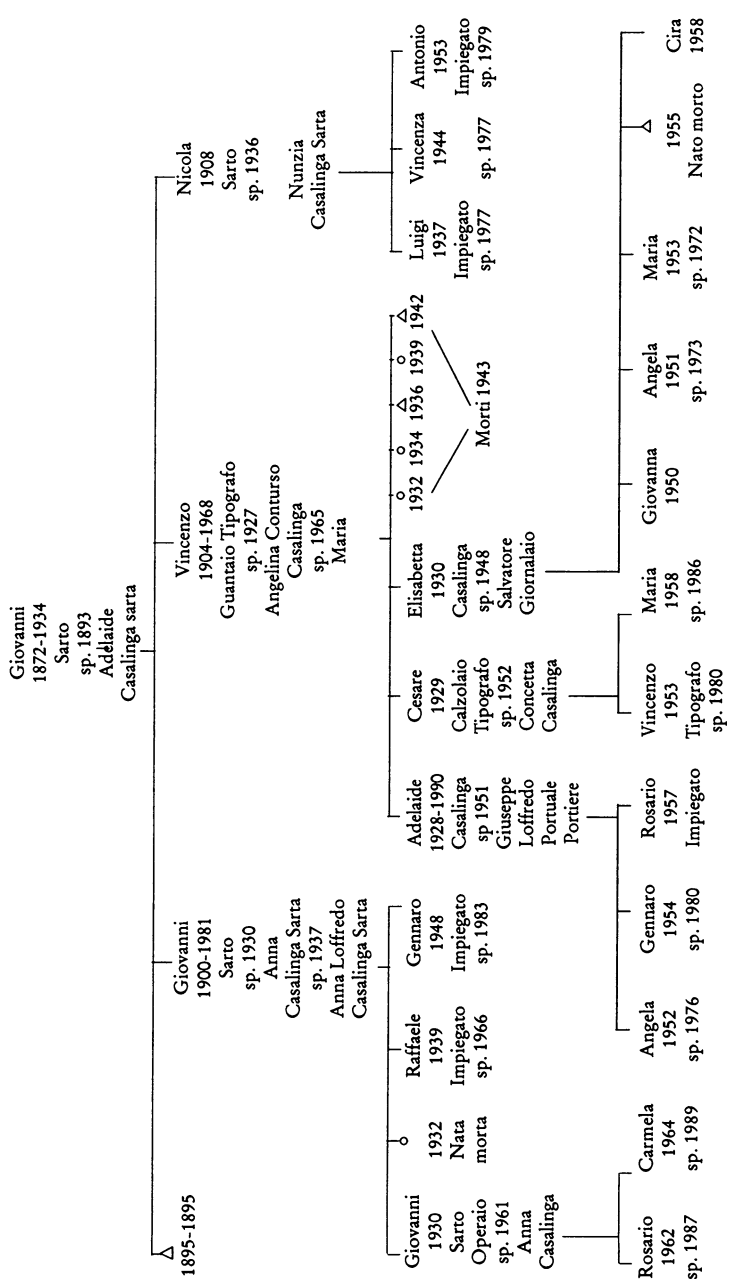 Giovanni
1872-1934
Sarto
sp. 1893
Adelaide
Casalinga sarta
1895-1895
Giovanni
1900-1981
Sarto
sp. 1930
Anna
Casalinga Sarta
sp. 1937
Anna Loffredo
Casalinga Sarta
Vincenzo
1904-1968
Guantaio Tipografo
sp. 1927
Angelina Conturso
Casalinga
sp. 1965
Maria
Nicola
1908
Sarto
sp. 1936
Nunzia
Casalinga Sarta
Giovanni
1930
Sarto
Operaio
sp. 1961
Anna
Casalinga
1932
Nata
morta
Raffaele
1939
Impiegato
sp. 1966
Gennaro
1948
Impiegato
sp. 1983
Adelaide
1928-1990
Casalinga
sp 1951
Giuseppe
Loffredo
Portuale
Portiere
Cesare
1929
Calzolaio
Tipografo
sp. 1952
Concetta
Casalinga
Elisabetta
1930
Casalinga
sp. 1948
Salvatore
Giornalaio
1932 1934 1936 1939 1942
Morti 1943
Luigi
1937
Impiegato
sp. 1977
Vincenza
1944
sp. 1977
Antonio
1953
Impiegato
sp. 1979
Rosario
1962
sp. 1987
Carmela
1964
sp. 1989
Angela
1952
sp. 1976
Gennaro
1954
sp. 1980
Rosario
1957
Impiegato
Vincenzo
1953
Tipografo
sp. 1980
Maria
1958
sp. 1986
Giovanna
1950
Angela
1951
sp. 1973
Maria
1953
sp. 1972
1955
Nato morto
Cira
1958